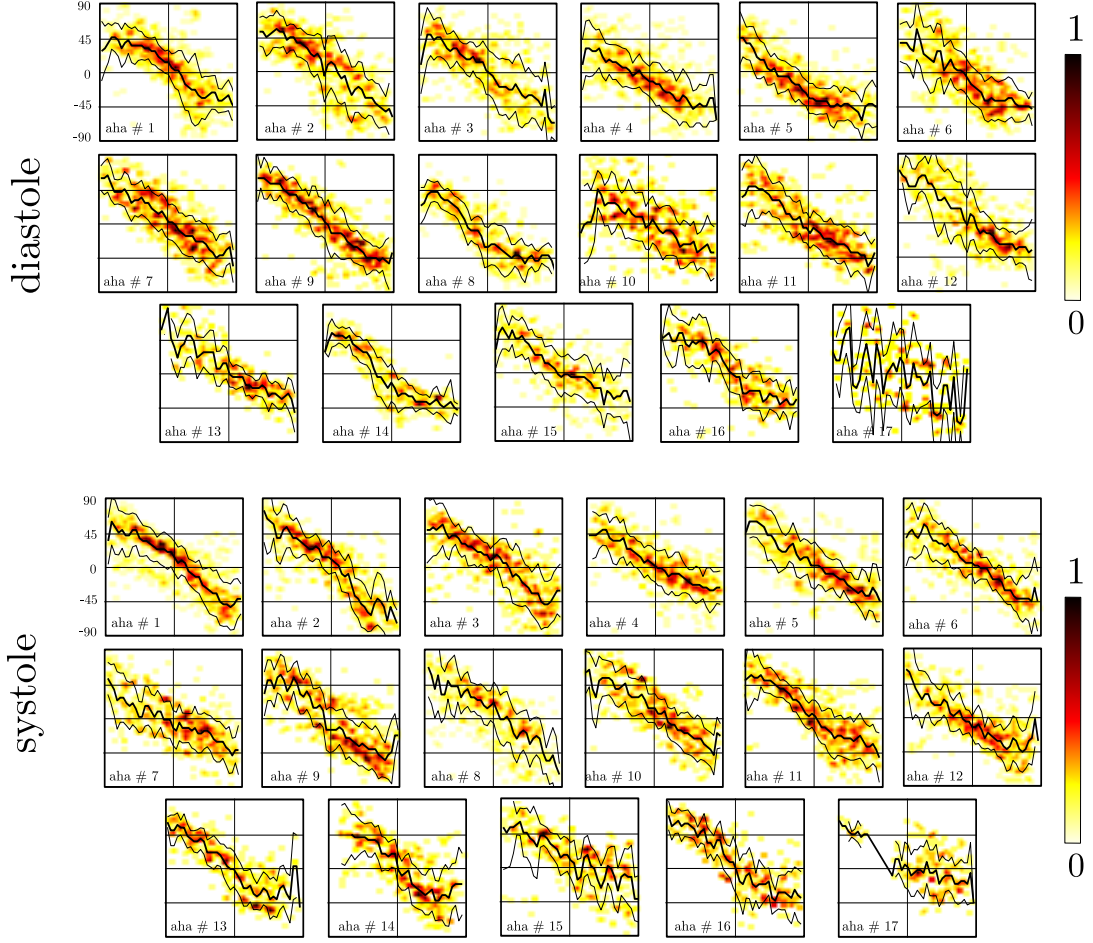 90
45
0
-45
-90
aha # 1
aha # 2
aha # 3
aha # 4
aha # 5
aha # 6
1
diastole
aha # 7
aha # 9
aha # 8
aha # 10
aha # 11
aha # 12
0
aha # 13
aha # 14
aha # 15
aha # 16
aha # 17
90
45
0
-45
-90
aha # 1
aha # 2
aha # 3
aha # 4
aha # 5
aha # 6
1
systole
aha # 7
aha # 9
aha # 8
aha # 10
aha # 11
aha # 12
0
aha # 13
aha # 14
aha # 15
aha # 16
aha # 17